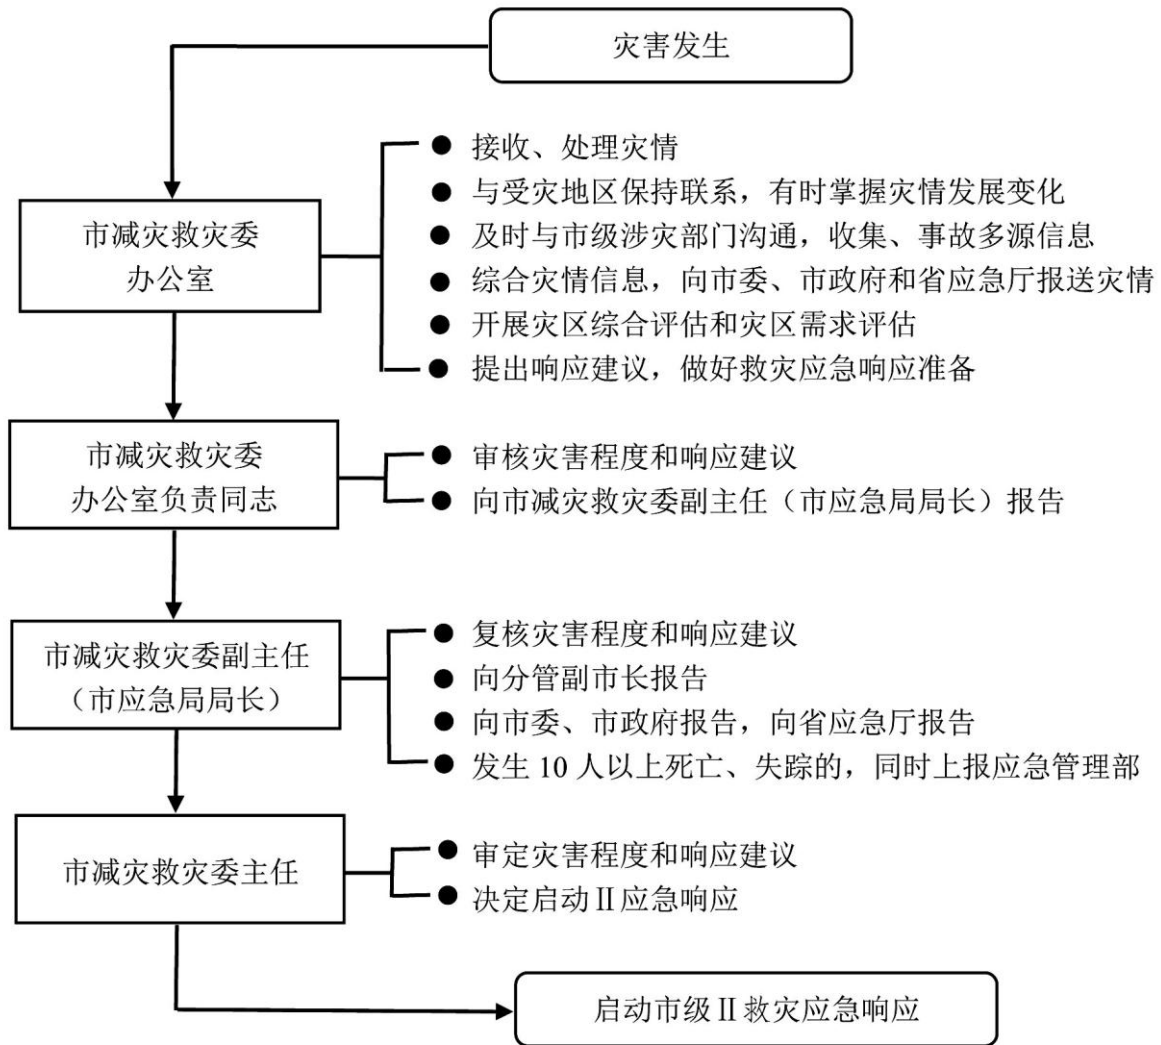 灾害发生
市减灾救灾委
办公室
● 接收、处理灾情
● 与受灾地区保持联系，有时掌握灾情发展变化
● 及时与市级涉灾部门沟通，收集、事故多源信息
● 综合灾情信息，向市委、市政府和省应急厅报送灾情
● 开展灾区综合评估和灾区需求评估
● 提出响应建议，做好救灾应急响应准备
市减灾救灾委
办公室负责同志
● 审核灾害程度和响应建议
● 向市减灾救灾委副主任（市应急局局长）报告
市减灾救灾委副主任
（市应急局局长）
● 复核灾害程度和响应建议
● 向分管副市长报告
● 向市委、市政府报告，向省应急厅报告
● 发生 10 人以上死亡、失踪的，同时上报应急管理部
市减灾救灾委主任
● 审定灾害程度和响应建议
● 决定启动Ⅱ应急响应
启动市级Ⅱ救灾应急响应